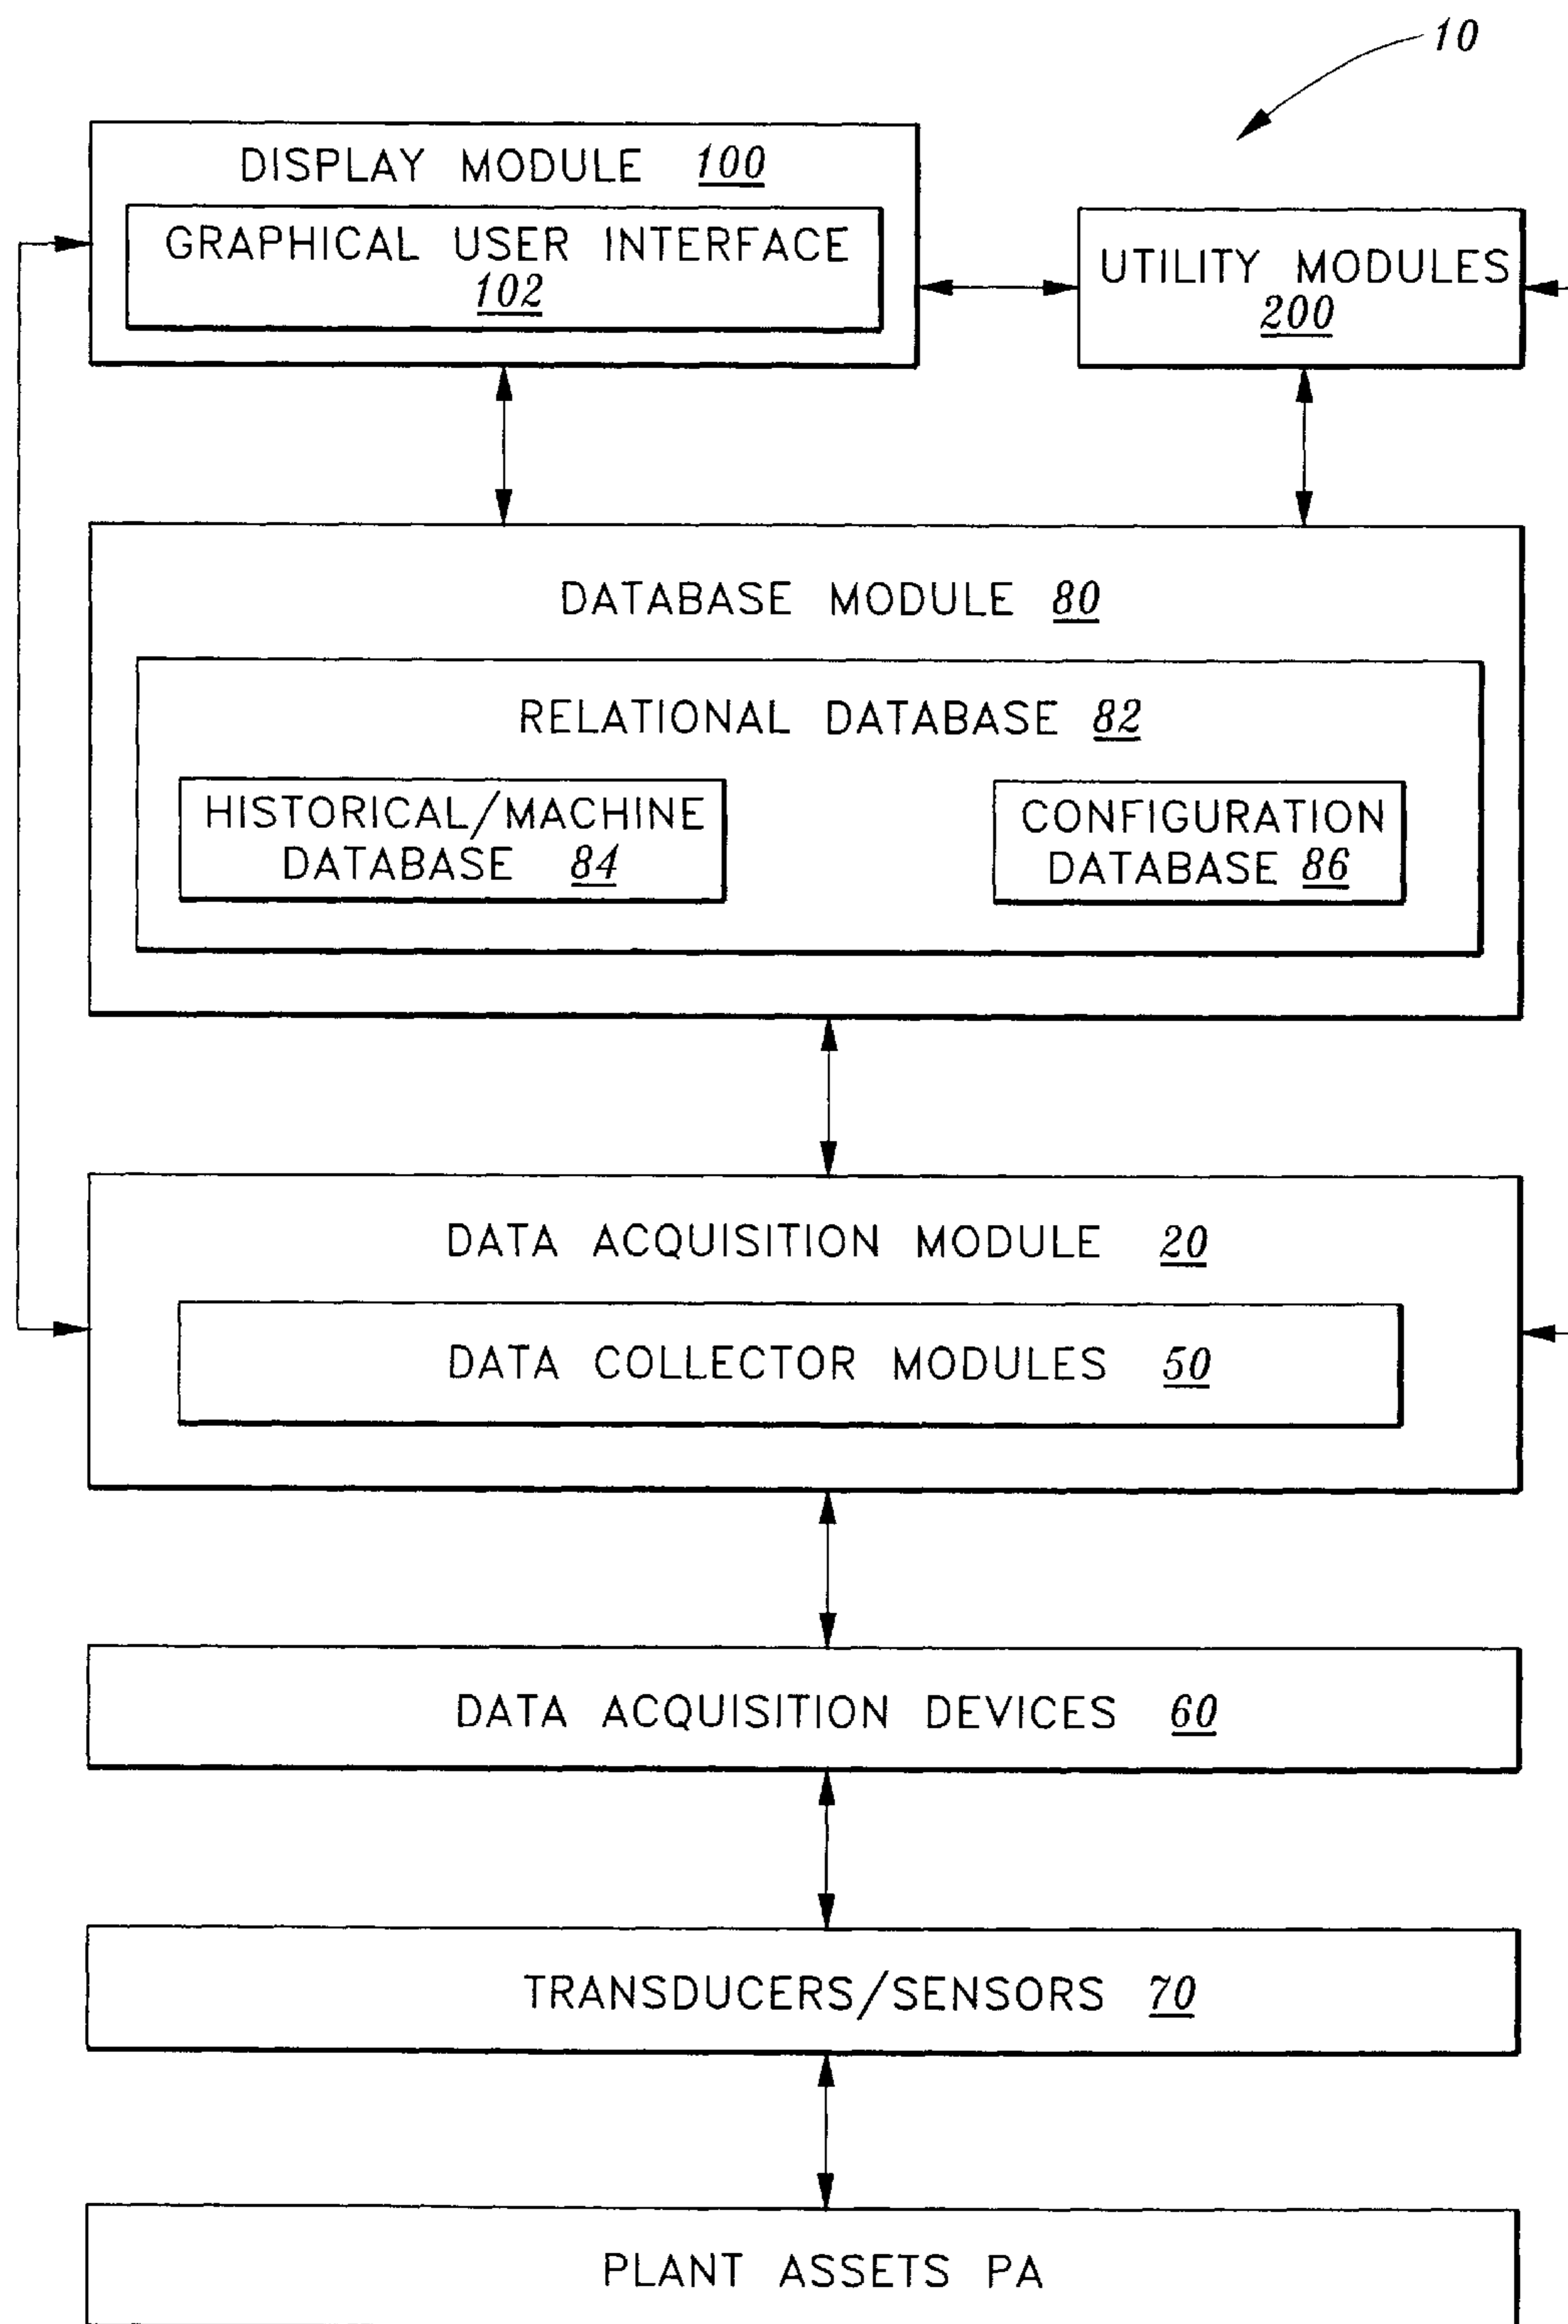 10
DISPLAY MODULE 100
GRAPHICAL USER INTERFACE
102
UTILITY MODULES
200
DATABASE MODULE 80
RELATIONAL DATABASE 82
HISTORICAL/MACHINE
DATABASE 84
CONFIGURATION
DATABASE 86
DATA ACQUISITION MODULE 20
DATA COLLECTOR MODULES 50
DATA ACQUISITION DEVICES 60
TRANSDUCERS/SENSORS 70
PLANT ASSETS PA